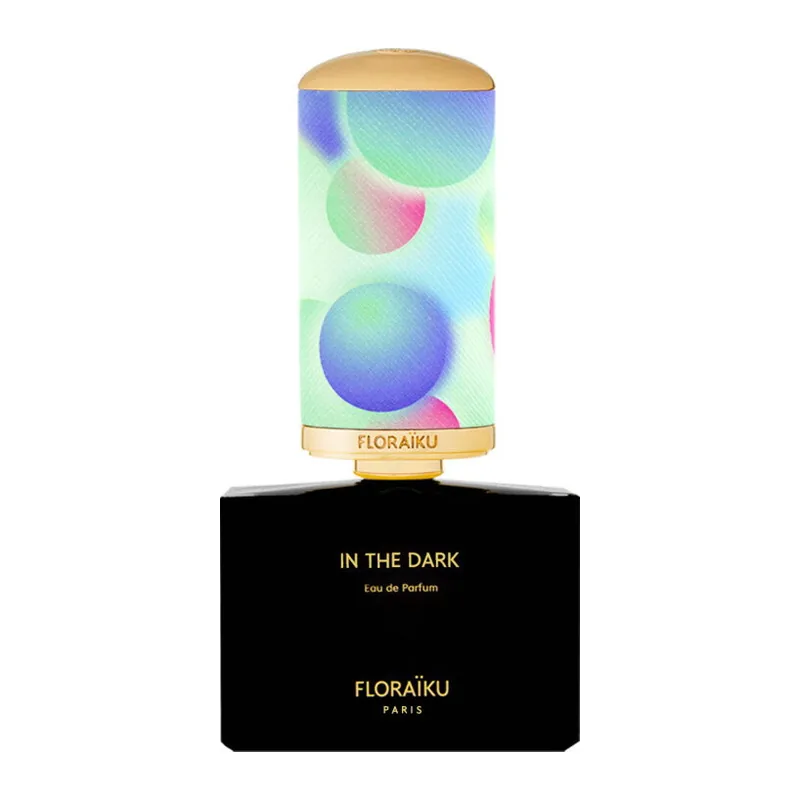 FLORAÏKU
IN THE DARK
Eau de Parfum
FLORAÏKU
PARIS